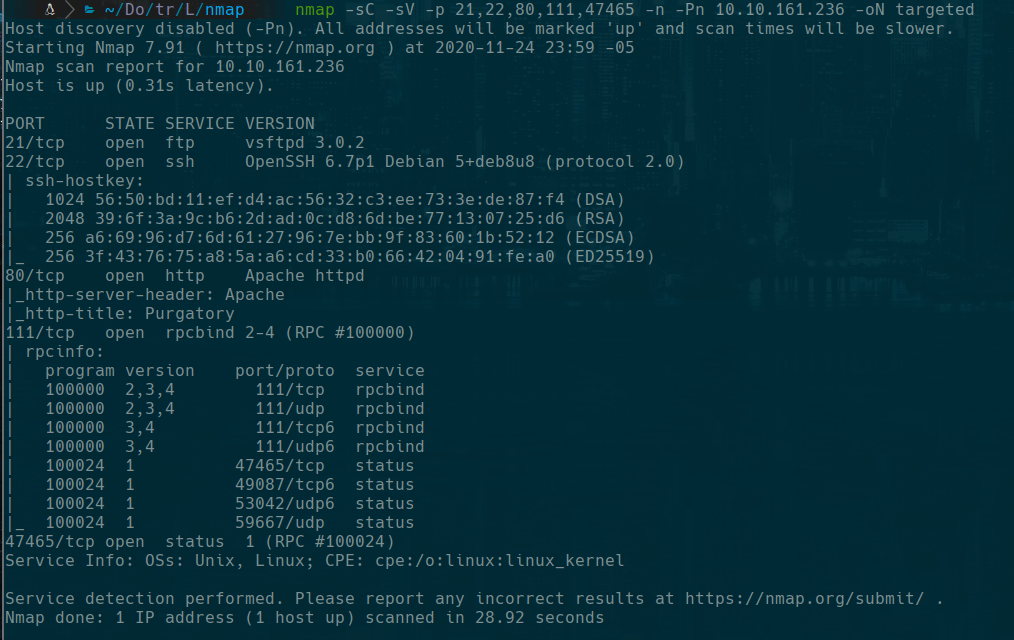 ~/Do/tr/L/nmap nmap -sC -sV -p 21,22,80,111,47465 -n -Pn 10.10.161.236 -oN targeted
Host discovery disabled (-Pn). All addresses will be marked 'up' and scan times will be slower.
Starting Nmap 7.91 ( https://nmap.org ) at 2020-11-24 23:59 -05
Nmap scan report for 10.10.161.236
Host is up (0.31s latency).

PORT      STATE SERVICE VERSION
21/tcp    open  ftp     vsftpd 3.0.2
22/tcp    open  ssh     OpenSSH 6.7p1 Debian 5+deb8u8 (protocol 2.0)
| ssh-hostkey:
|   1024 56:50:bd:11:ef:d4:ac:56:32:c3:ee:73:3e:de:87:f4 (DSA)
|   2048 39:6f:3a:9c:b6:2d:ad:0c:d8:6d:be:77:13:07:25:d6 (RSA)
|   256 a6:69:96:d7:6d:61:27:96:7e:bb:9f:83:60:1b:52:12 (ECDSA)
|_  256 3f:43:76:75:a8:5a:a6:cd:33:b0:66:42:04:91:fe:a0 (ED25519)
80/tcp    open  http    Apache httpd
|_http-server-header: Apache
|_http-title: Purgatory
111/tcp   open  rpcbind 2-4 (RPC #100000)
| rpcinfo:
|   program version    port/proto  service
|   100000  2,3,4        111/tcp   rpcbind
|   100000  2,3,4        111/udp   rpcbind
|   100000  3,4          111/tcp6  rpcbind
|   100000  3,4          111/udp6  rpcbind
|   100024  1          47465/tcp   status
|   100024  1          49087/tcp6  status
|   100024  1          53042/udp6  status
|_  100024  1          59667/udp   status
47465/tcp open  status  1 (RPC #100024)
Service Info: OSs: Unix, Linux; CPE: cpe:/o:linux:linux_kernel

Service detection performed. Please report any incorrect results at https://nmap.org/submit/ .
Nmap done: 1 IP address (1 host up) scanned in 28.92 seconds